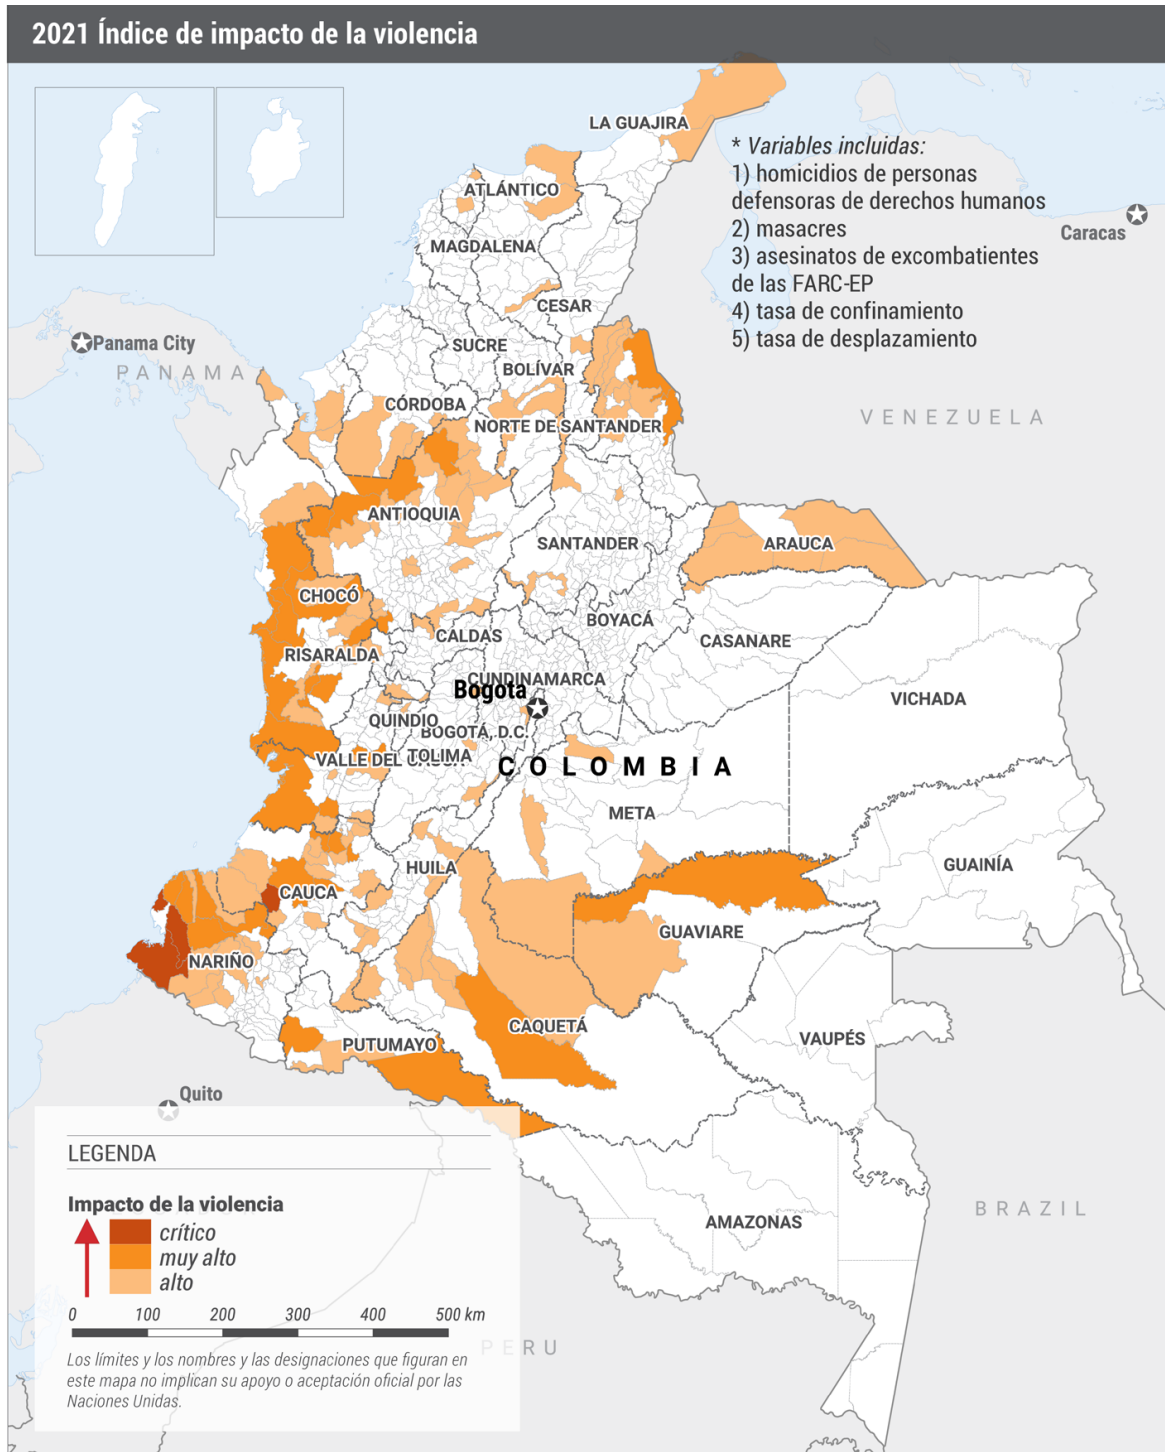 2021 Índice de impacto de la violencia
LA GUAJIRA
* Variables incluidas:
1) homicidios de personas
defensoras de derechos humanos
2) masacres
3) asesinatos de excombatientes
de las FARC-EP
4) tasa de confinamiento
5) tasa de desplazamiento
Caracas
ATLÁNTICO
MAGDALENA
CESAR
Panama City
PANAMA
SUCRE
BOLÍVAR
CÓRDOBA
VENEZUELA
NORTE DE SANTANDER
ANTIOQUIA
SANTANDER
ARAUCA
CHOCÓ
BOYACÁ
CALDAS
CASANARE
RISARALDA
CUNDINAMARCA
Bogota
VICHADA
QUINDIO
BOGOTÁ, D.C.
VALLE DEL CAUCA
TOLIMA
COLOMBIA
META
HUILA
GUAINÍA
CAUCA
GUAVIARE
NARIÑO
CAQUETÁ
VAUPÉS
PUTUMAYO
Quito
LEGENDA
Impacto de la violencia
crítico
muy alto
alto
0 100 200 300 400 500 km
Los límites y los nombres y las designaciones que figuran en
este mapa no implican su apoyo o aceptación oficial por las
Naciones Unidas.
AMAZONAS
BRAZIL
PERU